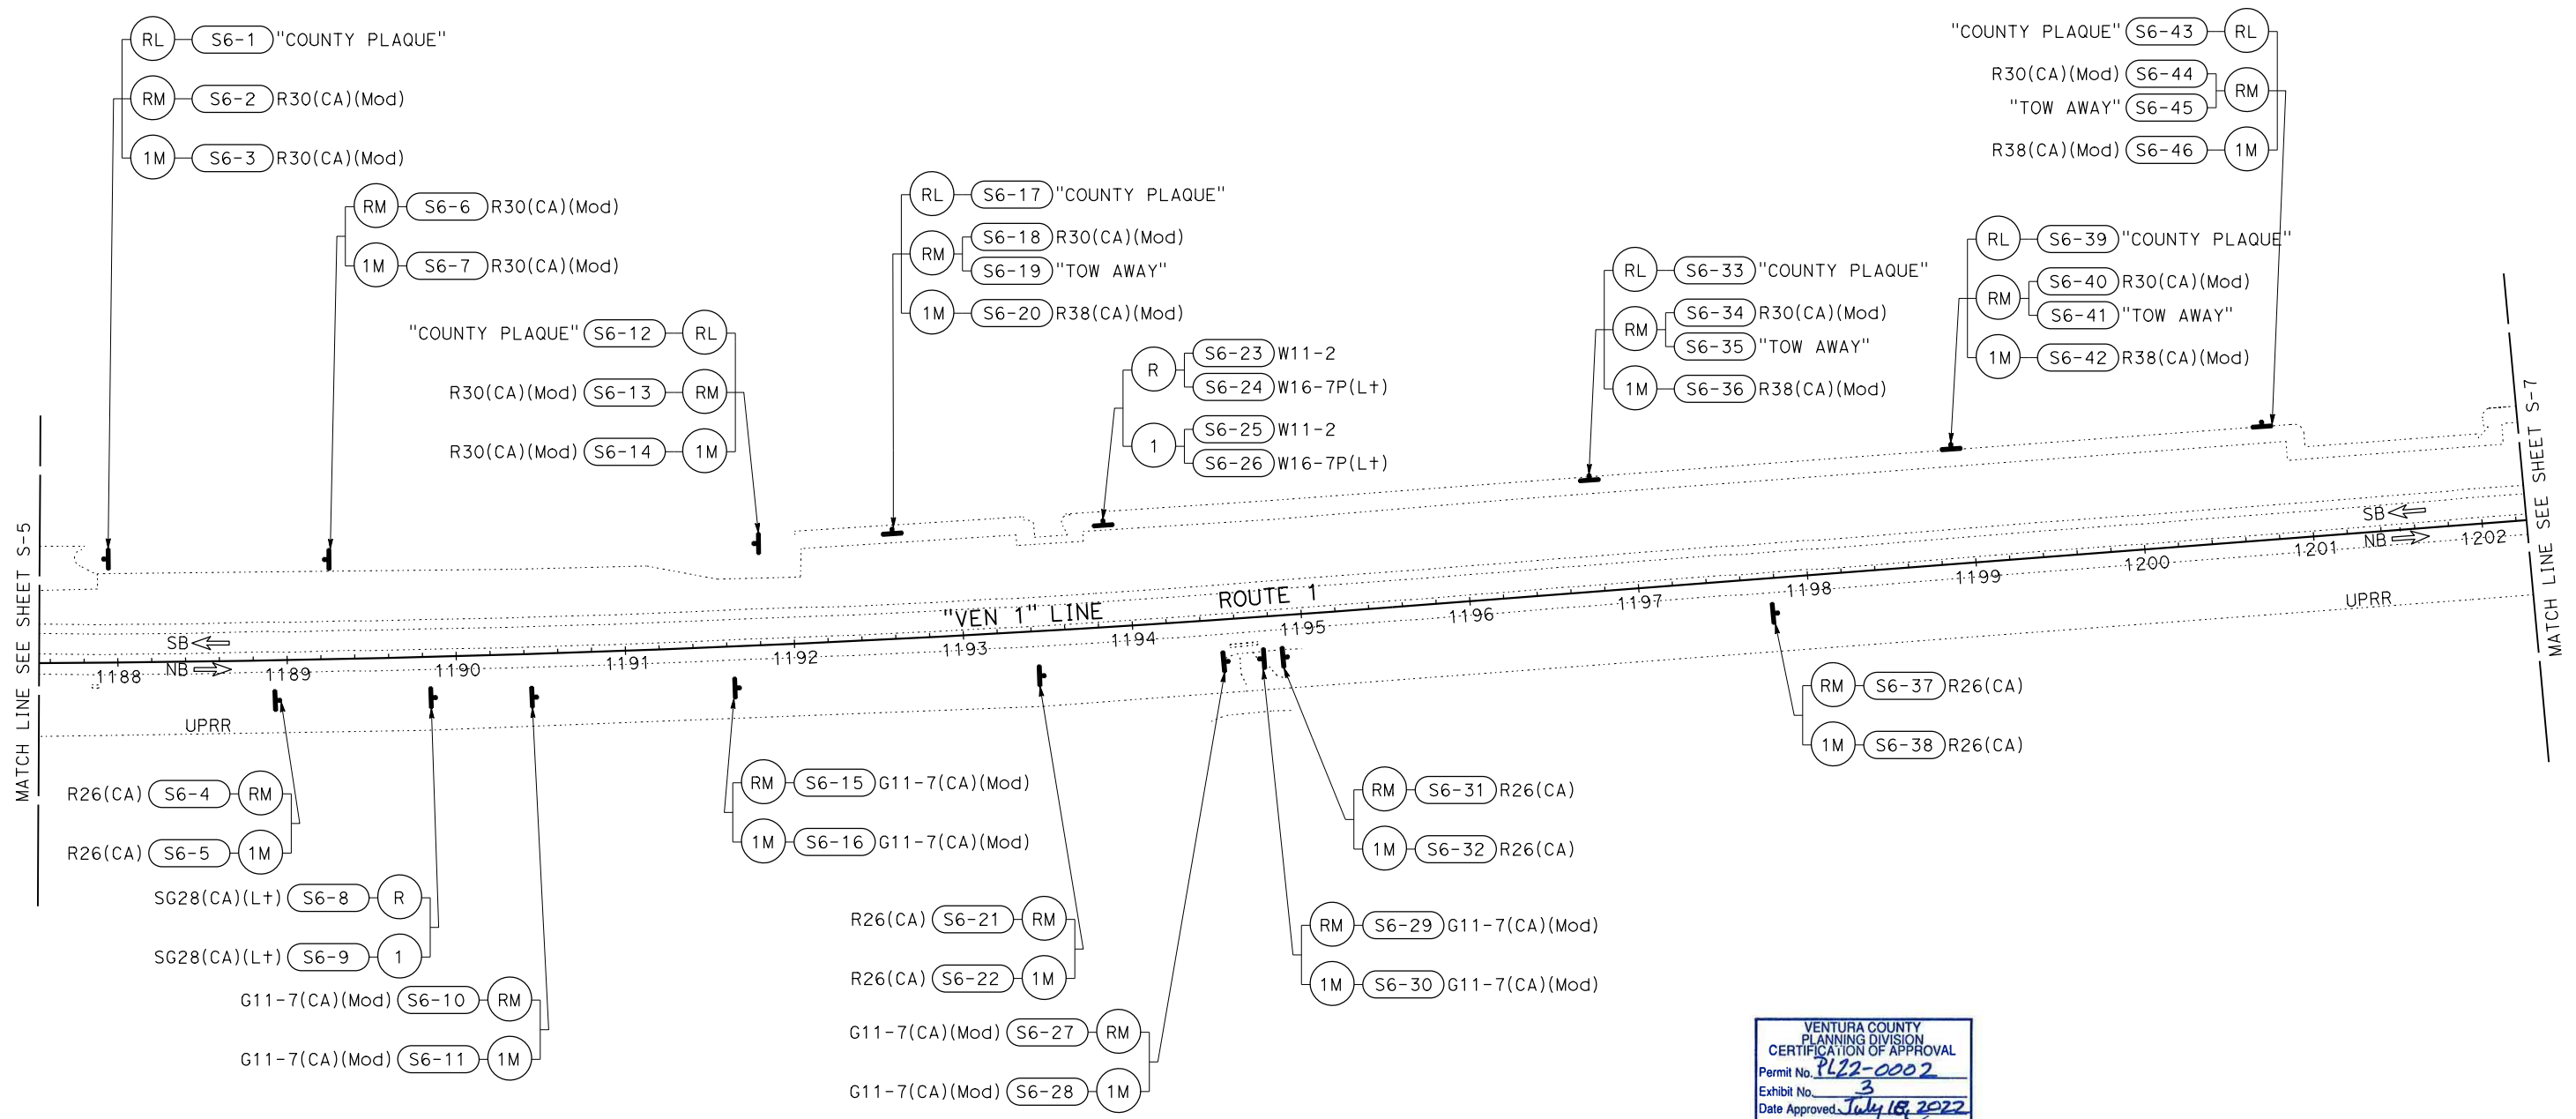 RL S6-1 "COUNTY PLAQUE"
RM S6-2 R30(CA)(Mod)
1M S6-3 R30(CA)(Mod)
RM S6-6 R30(CA)(Mod)
1M S6-7 R30(CA)(Mod)
"COUNTY PLAQUE" S6-12 RL
R30(CA)(Mod) S6-13 RM
R30(CA)(Mod) S6-14 1M
RL S6-17 "COUNTY PLAQUE"
RM S6-18 R30(CA)(Mod)
S6-19 "TOW AWAY"
1M S6-20 R38(CA)(Mod)
R S6-23 W11-2
S6-24 W16-7P(Lt)
1 S6-25 W11-2
S6-26 W16-7P(Lt)
RL S6-33 "COUNTY PLAQUE"
RM S6-34 R30(CA)(Mod)
S6-35 "TOW AWAY"
1M S6-36 R38(CA)(Mod)
RL S6-39 "COUNTY PLAQUE"
RM S6-40 R30(CA)(Mod)
S6-41 "TOW AWAY"
1M S6-42 R38(CA)(Mod)
"COUNTY PLAQUE" S6-43 RL
R30(CA)(Mod) S6-44 RM
"TOW AWAY" S6-45
R38(CA)(Mod) S6-46 1M
MATCH LINE SEE SHEET S-5
SB
NB
1188 1189 1190 1191 1192 1193 1194 1195 1196 1197 1198 1199 1200 1201 1202
"VEN 1" LINE
ROUTE 1
SB
NB
UPRR
UPRR
MATCH LINE SEE SHEET S-7
R26(CA) S6-4 RM
R26(CA) S6-5 1M
SG28(CA)(Lt) S6-8 R
SG28(CA)(Lt) S6-9 1
G11-7(CA)(Mod) S6-10 RM
G11-7(CA)(Mod) S6-11 1M
RM S6-15 G11-7(CA)(Mod)
1M S6-16 G11-7(CA)(Mod)
R26(CA) S6-21 RM
R26(CA) S6-22 1M
G11-7(CA)(Mod) S6-27 RM
G11-7(CA)(Mod) S6-28 1M
RM S6-31 R26(CA)
1M S6-32 R26(CA)
RM S6-29 G11-7(CA)(Mod)
1M S6-30 G11-7(CA)(Mod)
RM S6-37 R26(CA)
1M S6-38 R26(CA)
VENTURA COUNTY
PLANNING DIVISION
CERTIFICATION OF APPROVAL
Permit No. PL22-0002
Exhibit No. 3
Date Approved July 18, 2022